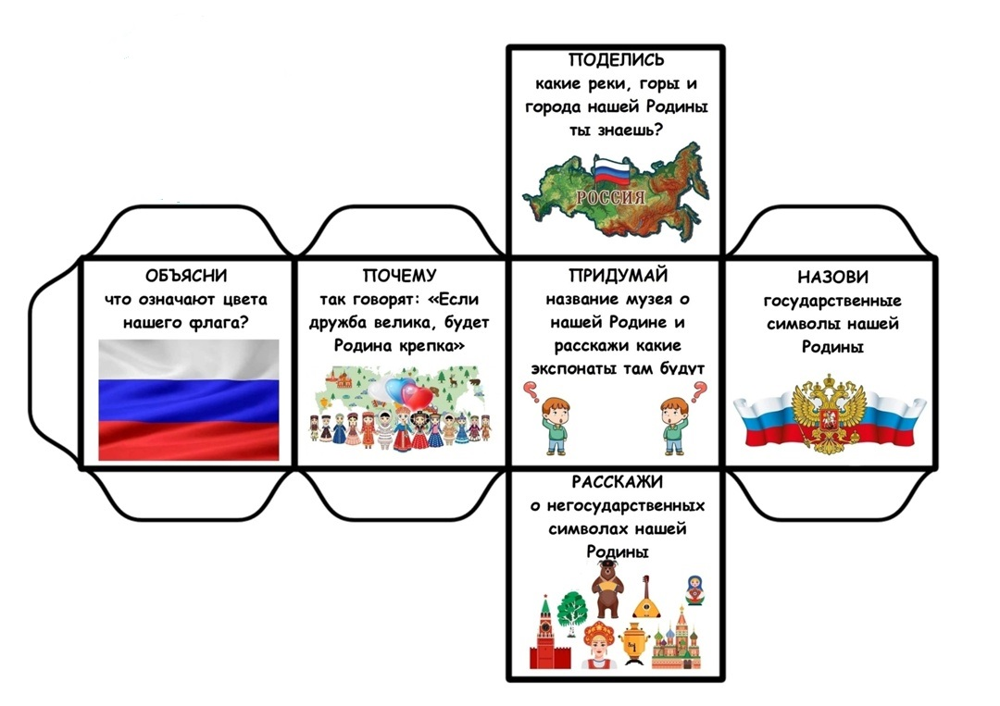 ПОДЕЛИСЬ
какие реки, горы и
города нашей Родины
ты знаешь?
РОССИЯ
ОБЪЯСНИ
что означают цвета
нашего флага?
ПОЧЕМУ
так говорят: «Если
дружба велика, будет
Родина крепка»
ПРИДУМАЙ
название музея о
нашей Родине и
расскажи какие
экспонаты там будут
НАЗОВИ
государственные
символы нашей
Родины
РАССКАЖИ
о негосударственных
символах нашей
Родины